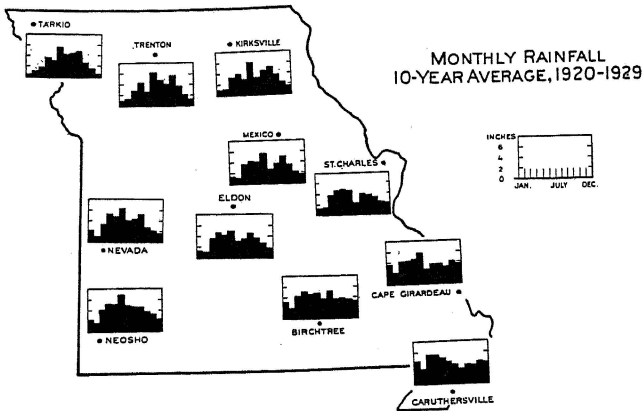 TARKIO
TRENTON
KIRKSVILLE
MONTHLY RAINFALL
10-YEAR AVERAGE, 1920-1929
MEXICO
ST. CHARLES
INCHES
6
4
2
0
JAN. JULY DEC.
ELDON
NEVADA
CAPE GIRARDEAU
BIRCHTREE
NEOSHO
CARUTHERSVILLE